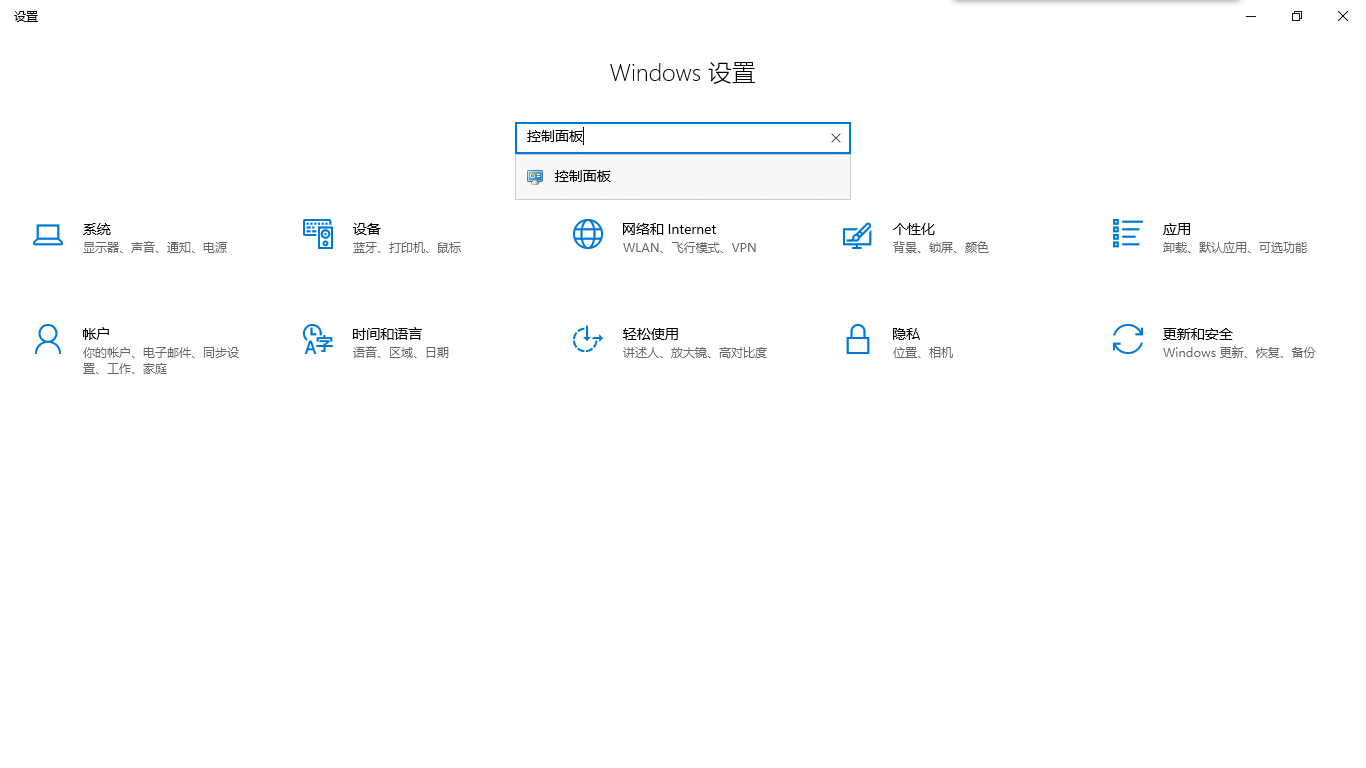 设置
Windows 设置
控制面板
控制面板
系统
显示器、声音、通知、电源
设备
蓝牙、打印机、鼠标
网络和 Internet
WLAN、飞行模式、VPN
个性化
背景、锁屏、颜色
应用
卸载、默认应用、可选功能
帐户
你的帐户、电子邮件、同步设
置、工作、家庭
时间和语言
语音、区域、日期
轻松使用
讲述人、放大镜、高对比度
隐私
位置、相机
更新和安全
Windows 更新、恢复、备份